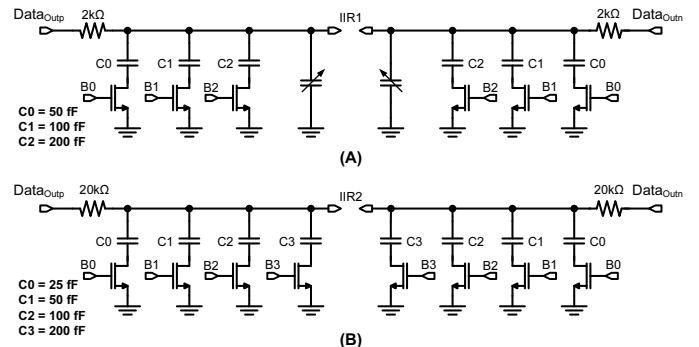 Data_Outp 2kΩ IIR1 2kΩ Data_Outn
C0 C1 C2 C2 C1 C0
B0 B1 B2 B2 B1 B0
C0 = 50 fF
C1 = 100 fF
C2 = 200 fF
(A)
Data_Outp 20kΩ IIR2 20kΩ Data_Outn
C0 C1 C2 C3 C3 C2 C1 C0
B0 B1 B2 B3 B3 B2 B1 B0
C0 = 25 fF
C1 = 50 fF
C2 = 100 fF
C3 = 200 fF
(B)